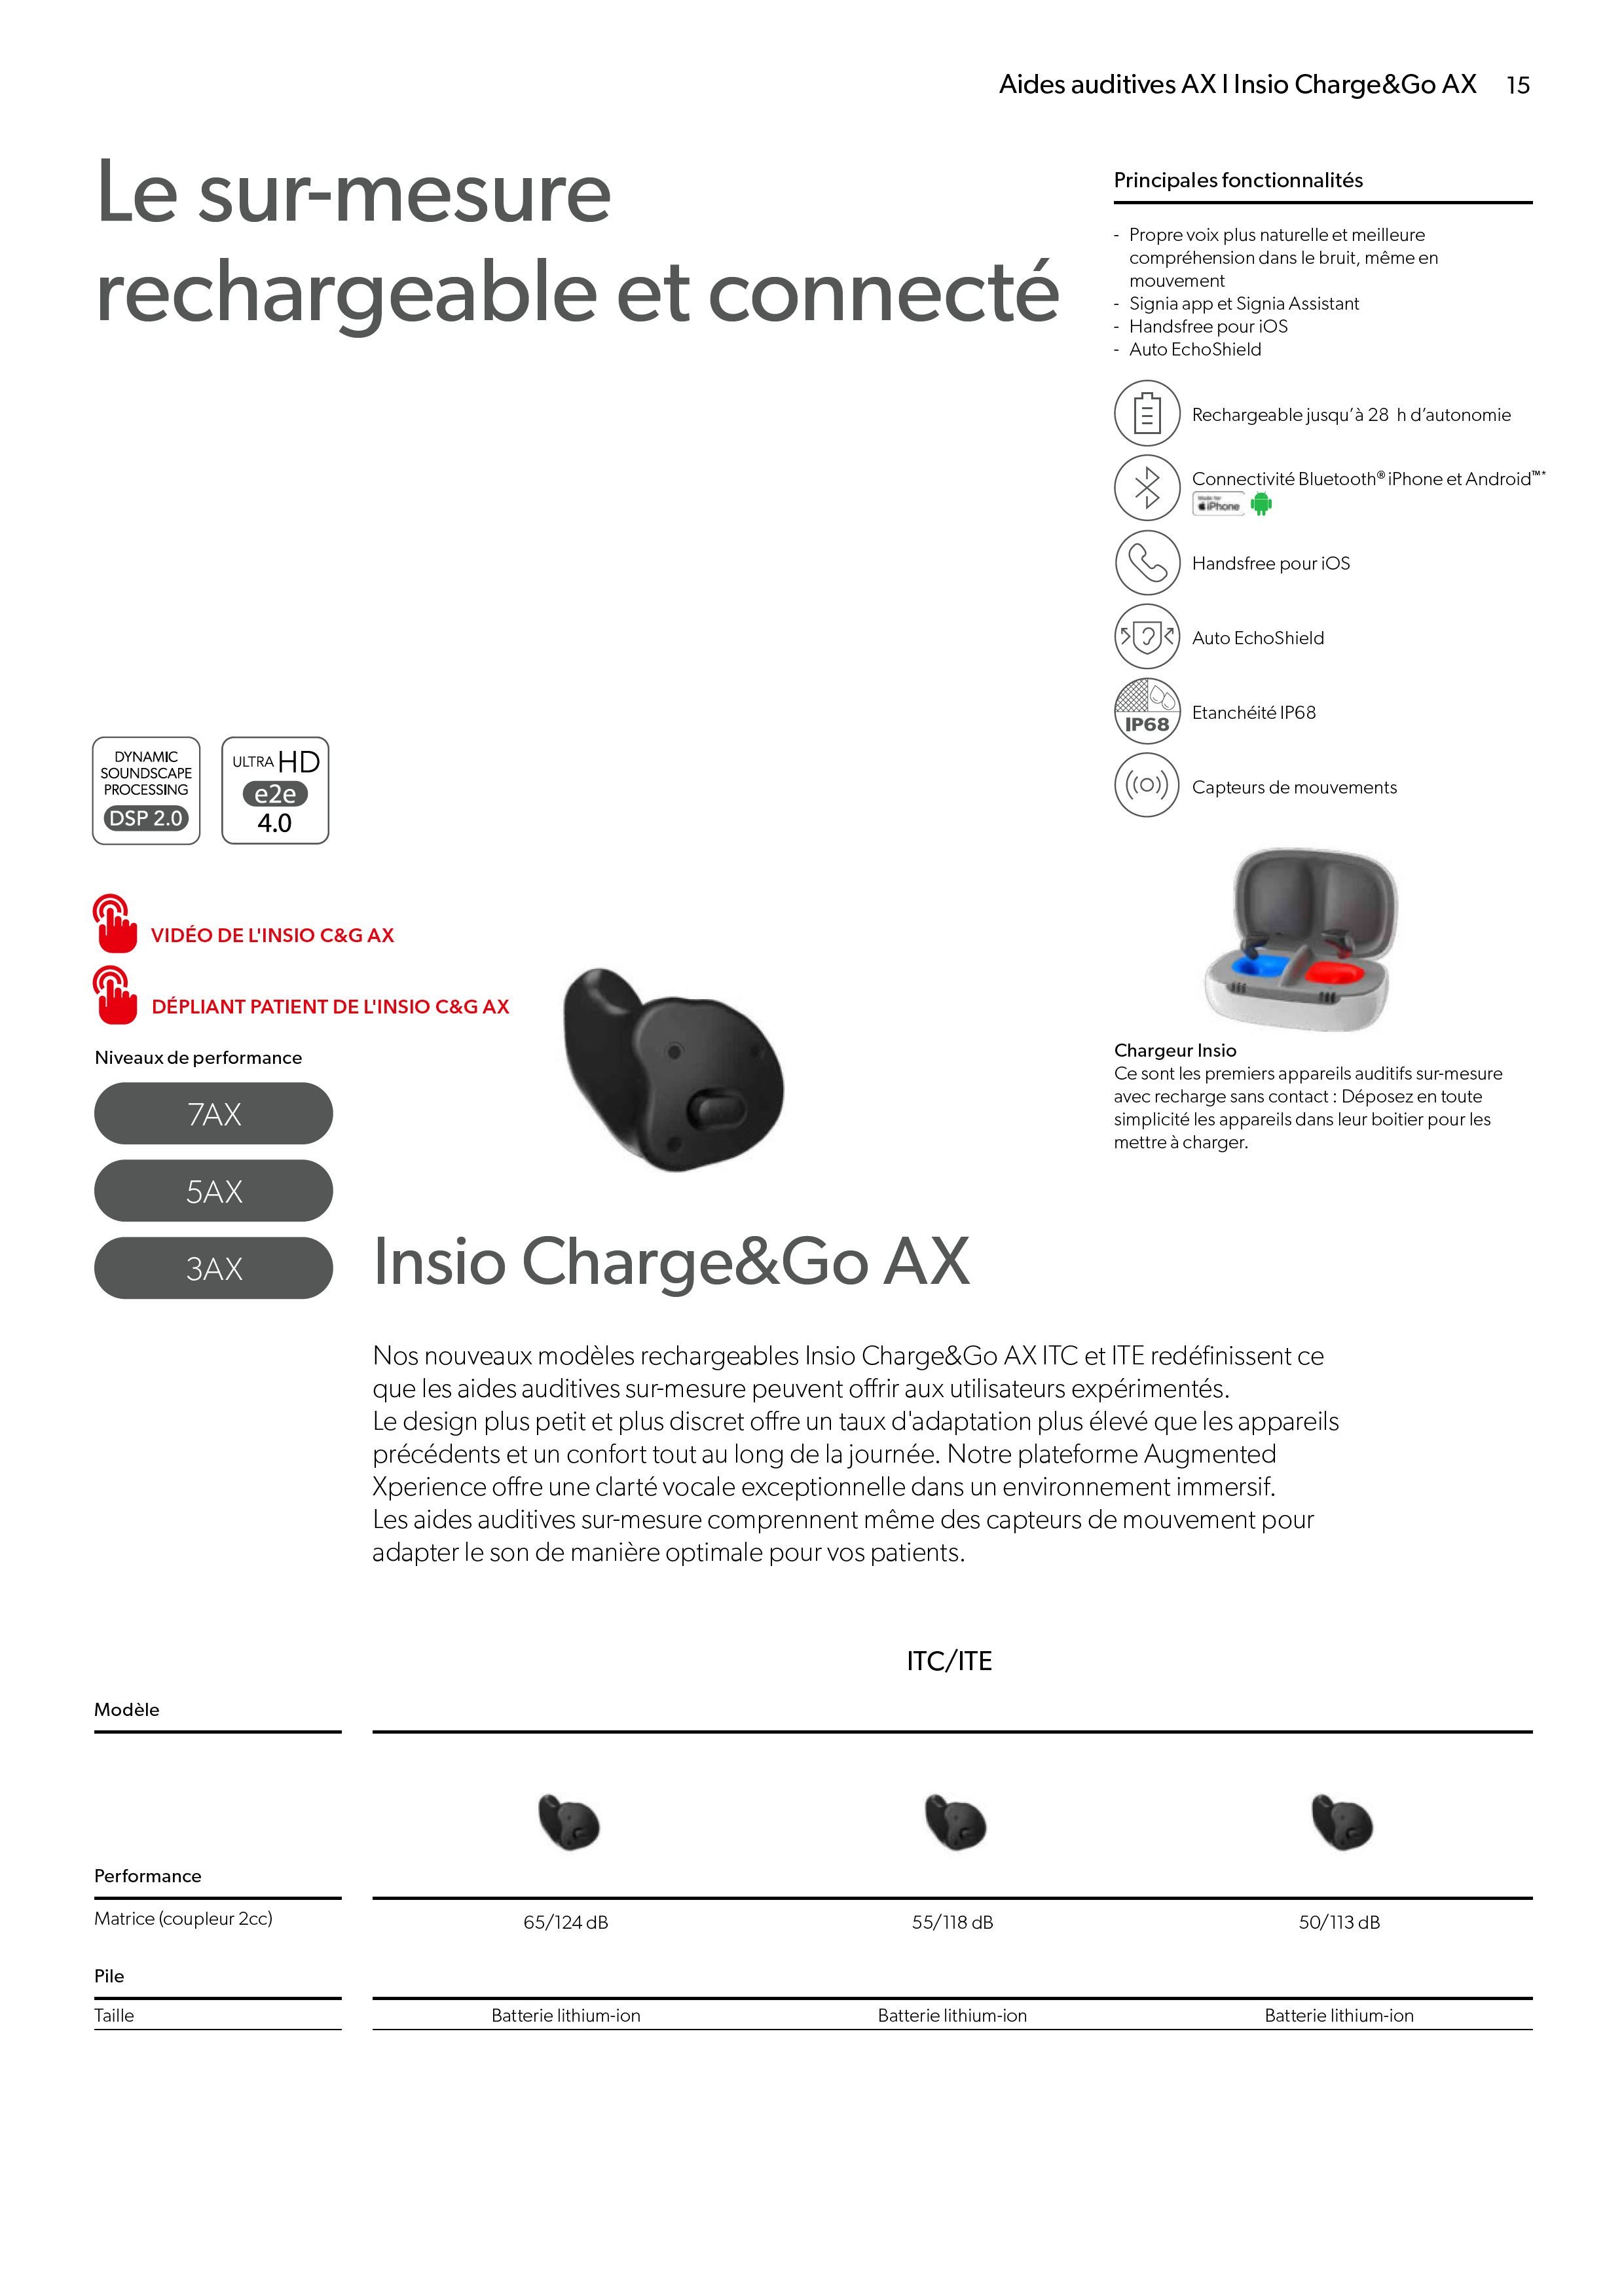 Aides auditives AX I Insio Charge&Go AX 15
Le sur-mesure
rechargeable et connecté
Principales fonctionnalités
- Propre voix plus naturelle et meilleure
compréhension dans le bruit, même en
mouvement
- Signia app et Signia Assistant
- Handsfree pour iOS
- Auto EchoShield
Rechargeable jusqu’à 28 h d’autonomie
Connectivité Bluetooth® iPhone et Android™*
Made for
iPhone
Handsfree pour iOS
Auto EchoShield
IP68
Etanchéité IP68
Capteurs de mouvements
DYNAMIC
SOUNDSCAPE
PROCESSING
DSP 2.0
ULTRA HD
e2e
4.0
VIDÉO DE L'INSIO C&G AX
DÉPLIANT PATIENT DE L'INSIO C&G AX
Niveaux de performance
7AX
5AX
3AX
Chargeur Insio
Ce sont les premiers appareils auditifs sur-mesure
avec recharge sans contact : Déposez en toute
simplicité les appareils dans leur boitier pour les
mettre à charger.
Insio Charge&Go AX
Nos nouveaux modèles rechargeables Insio Charge&Go AX ITC et ITE redéfinissent ce
que les aides auditives sur-mesure peuvent offrir aux utilisateurs expérimentés.
Le design plus petit et plus discret offre un taux d'adaptation plus élevé que les appareils
précédents et un confort tout au long de la journée. Notre plateforme Augmented
Xperience offre une clarté vocale exceptionnelle dans un environnement immersif.
Les aides auditives sur-mesure comprennent même des capteurs de mouvement pour
adapter le son de manière optimale pour vos patients.
ITC/ITE
Modèle
Performance
Matrice (coupleur 2cc) 65/124 dB 55/118 dB 50/113 dB
Pile
Taille Batterie lithium-ion Batterie lithium-ion Batterie lithium-ion